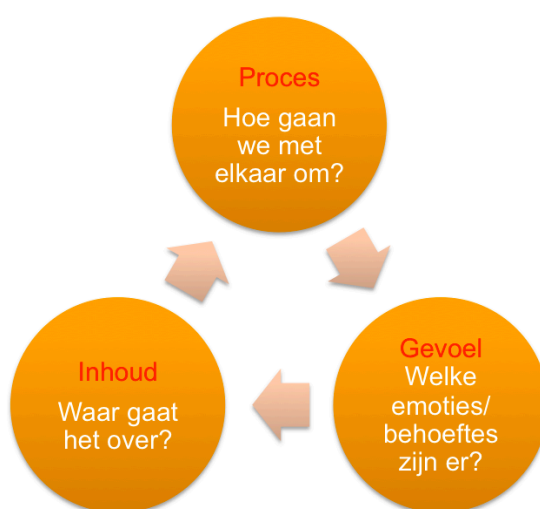 Proces
Hoe gaan
we met
elkaar om?
Inhoud
Waar gaat
het over?
Gevoel
Welke
emoties/
behoeftes
zijn er?